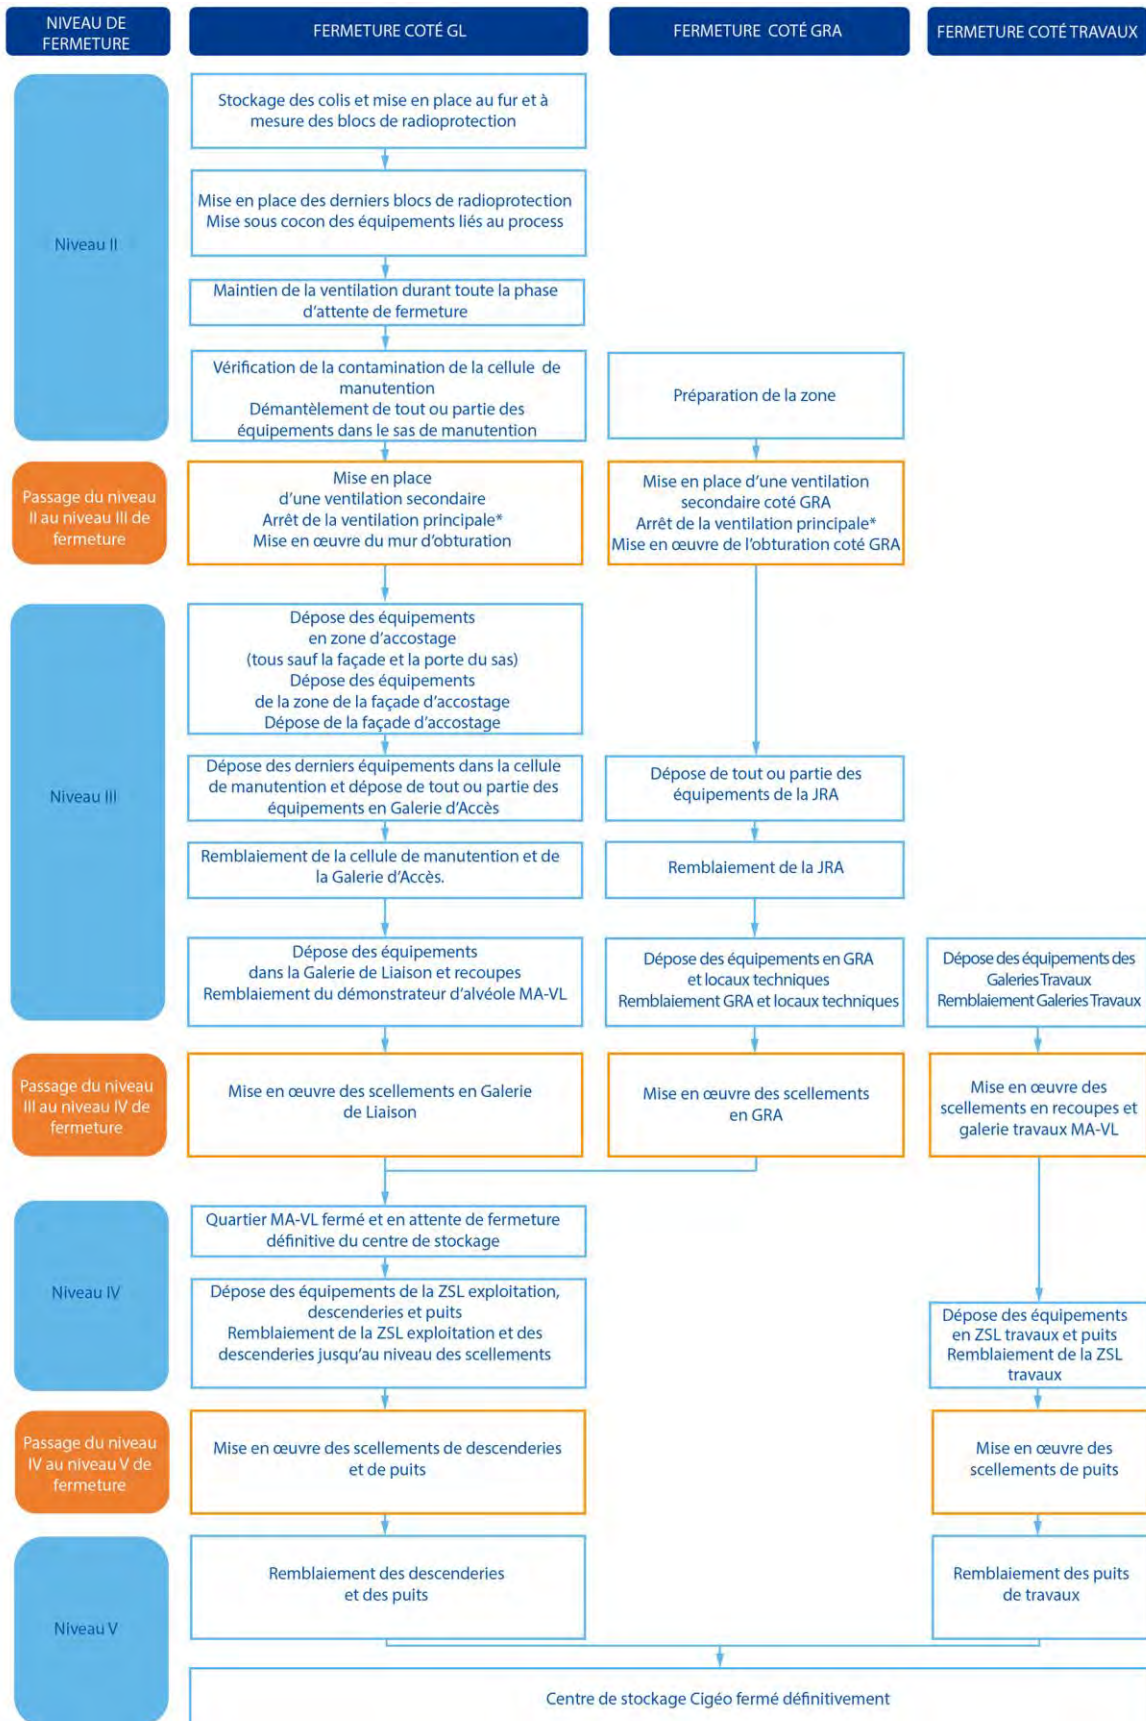 NIVEAU DE
FERMETURE
FERMETURE COTÉ GL
FERMETURE COTÉ GRA
FERMETURE COTÉ TRAVAUX
Niveau II
Stockage des colis et mise en place au fur et à
mesure des blocs de radioprotection
Mise en place des derniers blocs de radioprotection
Mise sous cocon des équipements liés au process
Maintien de la ventilation durant toute la phase
d'attente de fermeture
Vérification de la contamination de la cellule de
manutention
Démantèlement de tout ou partie des
équipements dans le sas de manutention
Préparation de la zone
Passage du niveau
II au niveau III de
fermeture
Mise en place
d'une ventilation secondaire
Arrêt de la ventilation principale*
Mise en œuvre du mur d'obturation
Mise en place d'une ventilation
secondaire coté GRA
Arrêt de la ventilation principale*
Mise en œuvre de l'obturation coté GRA
Niveau III
Dépose des équipements
en zone d'accostage
(tous sauf la façade et la porte du sas)
Dépose des équipements
de la zone de la façade d'accostage
Dépose de la façade d'accostage
Dépose des derniers équipements dans la cellule
de manutention et dépose de tout ou partie des
équipements en Galerie d'Accès
Dépose de tout ou partie des
équipements de la JRA
Remblaiement de la cellule de manutention et de
la Galerie d'Accès.
Remblaiement de la JRA
Dépose des équipements
dans la Galerie de Liaison et recoupes
Remblaiement du démonstrateur d'alvéole MA-VL
Dépose des équipements en GRA
et locaux techniques
Remblaiement GRA et locaux techniques
Dépose des équipements des
Galeries Travaux
Remblaiement Galeries Travaux
Passage du niveau
III au niveau IV de
fermeture
Mise en œuvre des scellements en Galerie
de Liaison
Mise en œuvre des scellements
en GRA
Mise en œuvre des
scellements en recoupes et
galerie travaux MA-VL
Niveau IV
Quartier MA-VL fermé et en attente de fermeture
définitive du centre de stockage
Dépose des équipements de la ZSL exploitation,
descenderies et puits
Remblaiement de la ZSL exploitation et des
descenderies jusqu'au niveau des scellements
Dépose des équipements
en ZSL travaux et puits
Remblaiement de la ZSL
travaux
Passage du niveau
IV au niveau V de
fermeture
Mise en œuvre des scellements de descenderies
et de puits
Mise en œuvre des
scellements de puits
Niveau V
Remblaiement des descenderies
et des puits
Remblaiement des puits
de travaux
Centre de stockage Cigéo fermé définitivement